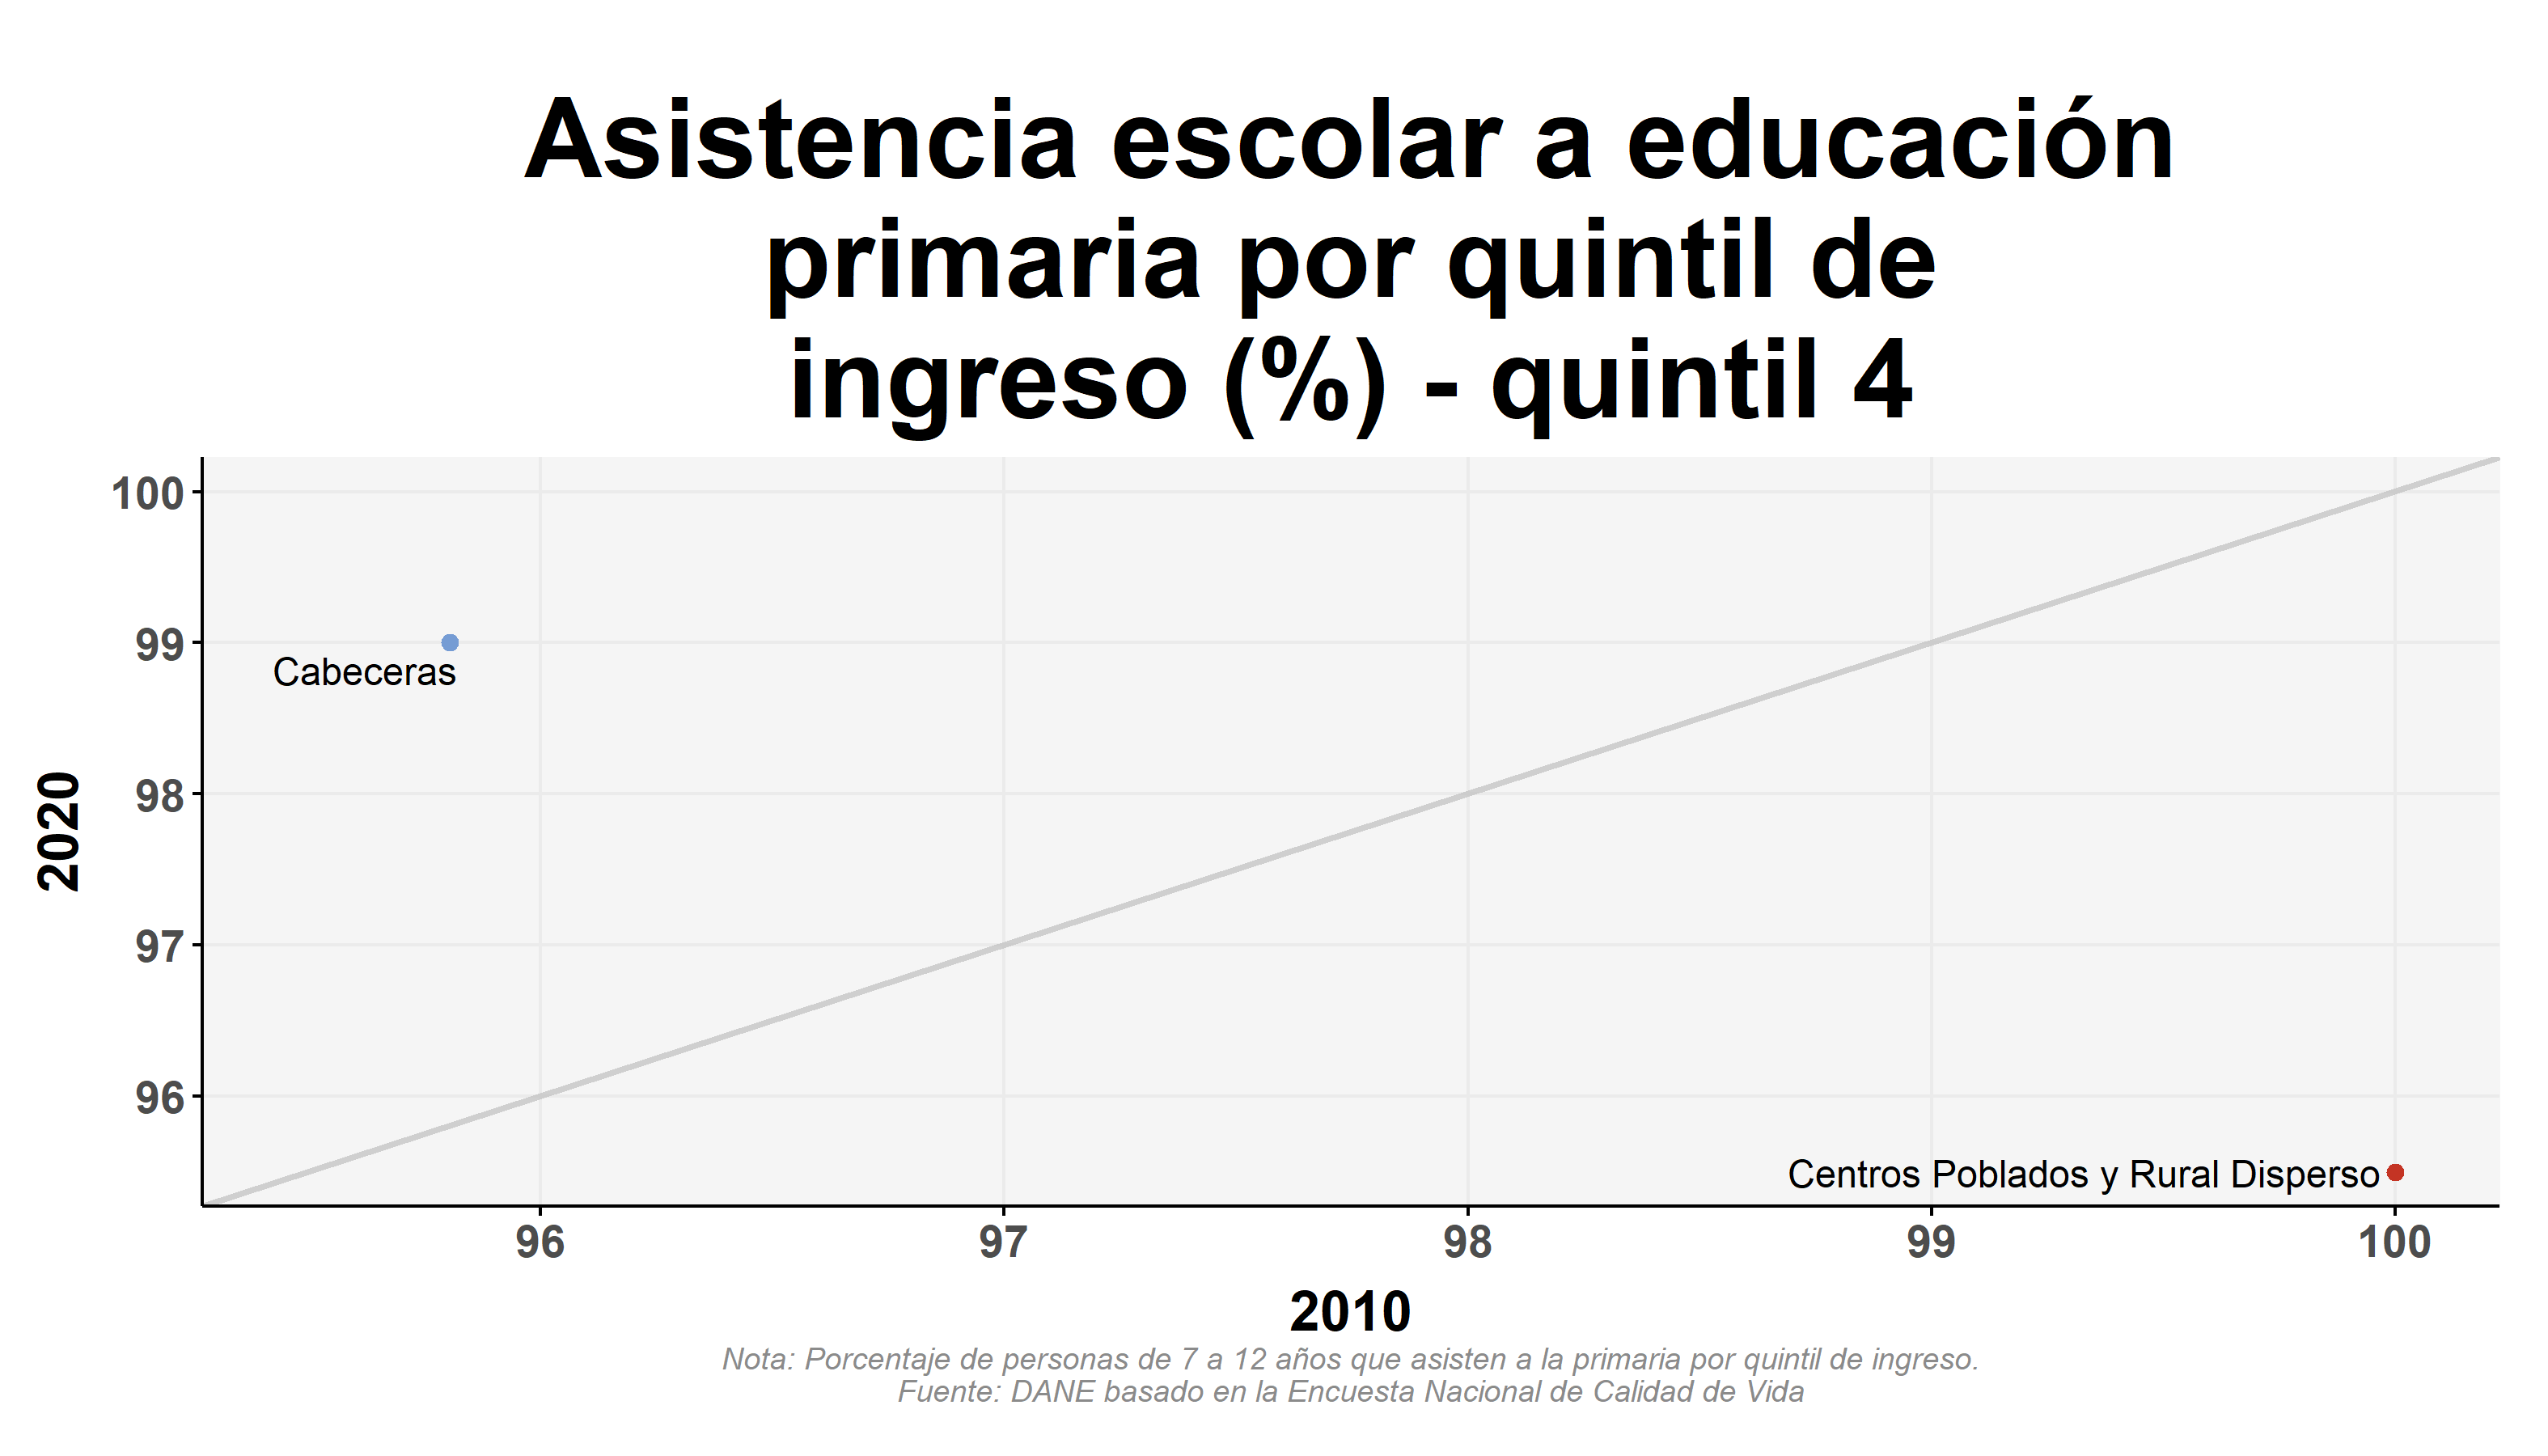 Asistencia escolar a educación
primaria por quintil de
ingreso (%) - quintil 4
100
99
Cabeceras
98
2020
97
96
Centros Poblados y Rural Disperso
96 97 98 99 100
2010
Nota: Porcentaje de personas de 7 a 12 años que asisten a la primaria por quintil de ingreso.
Fuente: DANE basado en la Encuesta Nacional de Calidad de Vida